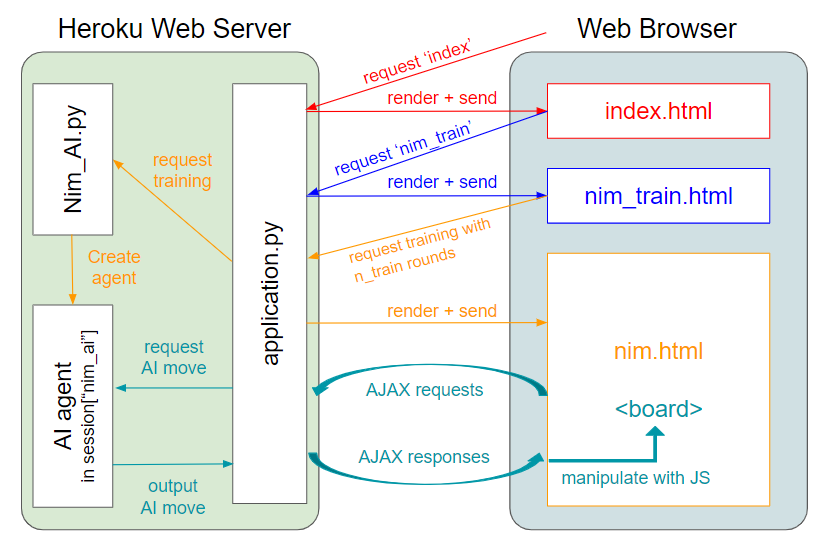 Heroku Web Server
Web Browser
request ‘index’
render + send
index.html
Nim_AI.py
request ‘nim_train’
request
training
render + send
nim_train.html
application.py
request training with
n_train rounds
Create
agent
render + send
nim.html
AI agent
in session["nim_ai"]
request
AI move
AJAX requests
<board>
AJAX responses
manipulate with JS
output
AI move